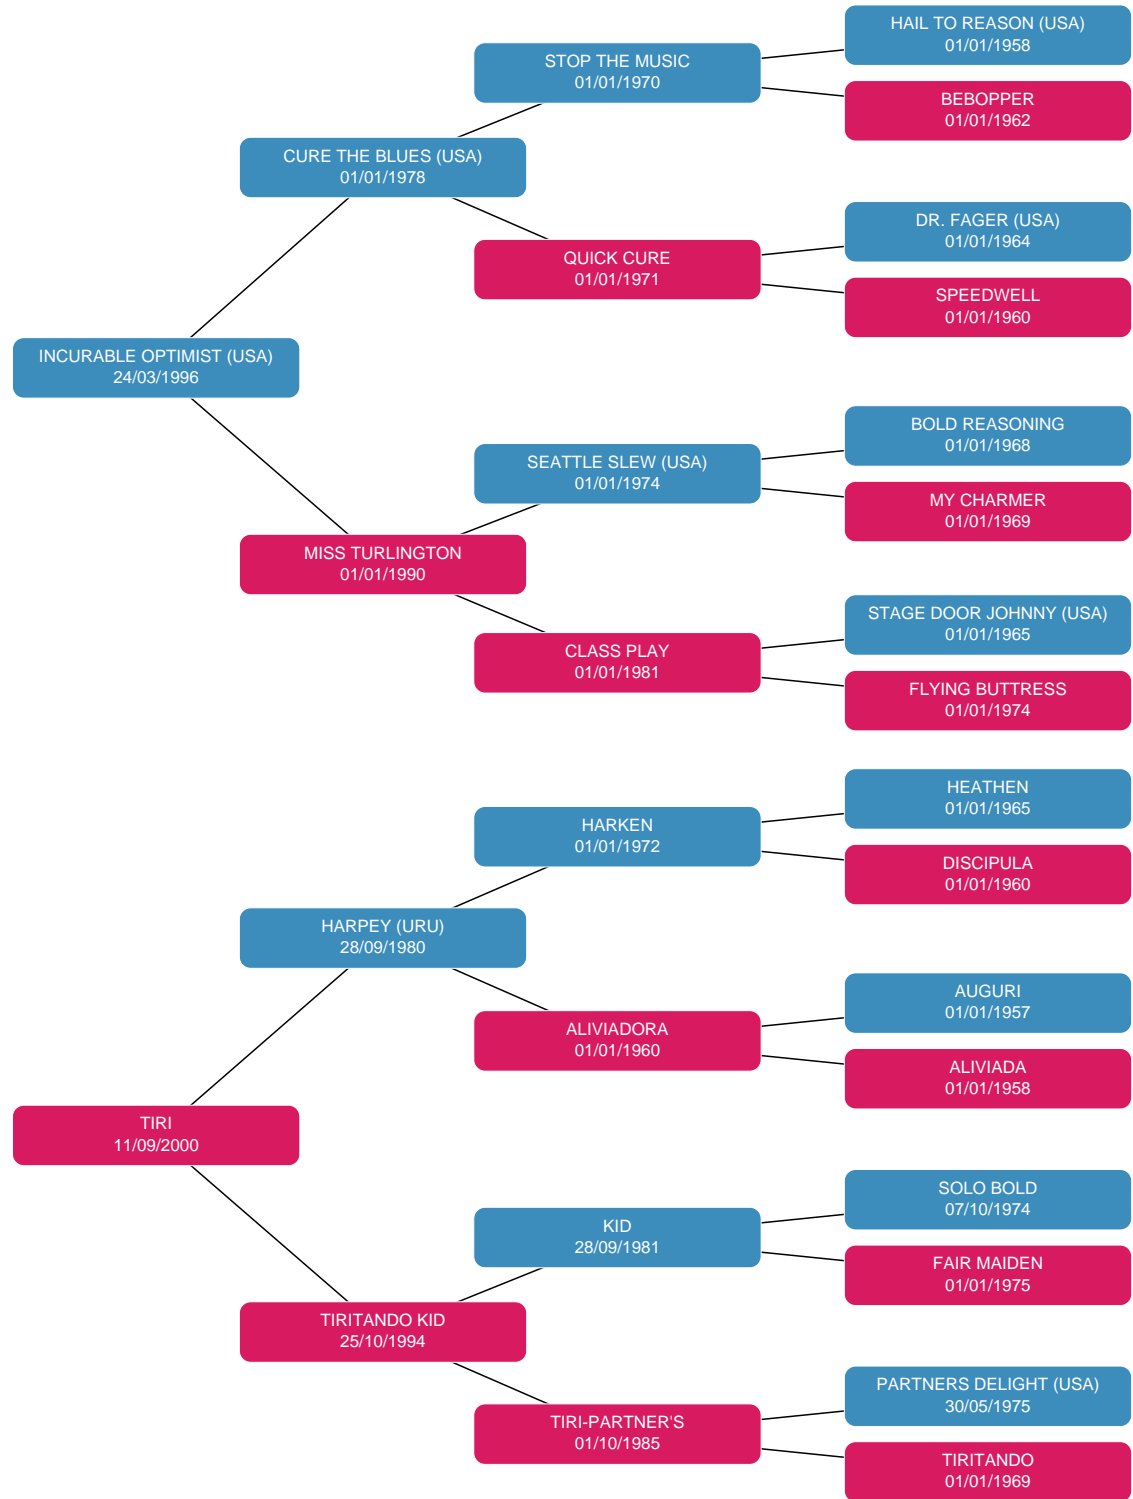 HAIL TO REASON (USA)
01/01/1958
STOP THE MUSIC
01/01/1970
BEBOPPER
01/01/1962
CURE THE BLUES (USA)
01/01/1978
DR. FAGER (USA)
01/01/1964
QUICK CURE
01/01/1971
SPEEDWELL
01/01/1960
INCURABLE OPTIMIST (USA)
24/03/1996
BOLD REASONING
01/01/1968
SEATTLE SLEW (USA)
01/01/1974
MY CHARMER
01/01/1969
MISS TURLINGTON
01/01/1990
STAGE DOOR JOHNNY (USA)
01/01/1965
CLASS PLAY
01/01/1981
FLYING BUTTRESS
01/01/1974
HEATHEN
01/01/1965
HARKEN
01/01/1972
DISCIPULA
01/01/1960
HARPEY (URU)
28/09/1980
AUGURI
01/01/1957
ALIVIADORA
01/01/1960
ALIVIADA
01/01/1958
TIRI
11/09/2000
SOLO BOLD
07/10/1974
KID
28/09/1981
FAIR MAIDEN
01/01/1975
TIRITANDO KID
25/10/1994
PARTNERS DELIGHT (USA)
30/05/1975
TIRI-PARTNER'S
01/10/1985
TIRITANDO
01/01/1969